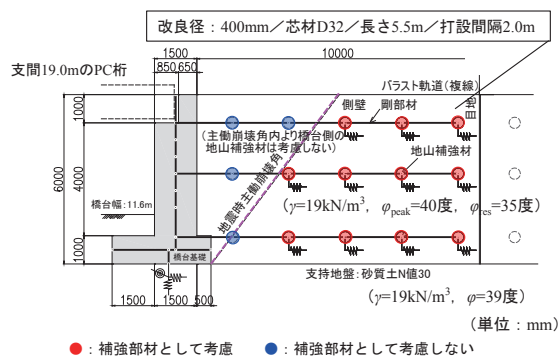 改良径：400mm／芯材D32／長さ5.5m／打設間隔2.0m
1500
10000
850
650
支間19.0mのPC桁
バラスト軌道（複線）
側壁
剛部材
目地
1000
（主働崩壊角内より橋台側の
地山補強材は考慮しない）
地山補強材
6000
4000
地震時主働崩壊角
（γ=19kN/m³， φpeak=40度， φres=35度）
橋台幅：11.6m
1000
橋台基礎
支持地盤：砂質土N値30
（γ=19kN/m³， φ=39度）
1500
1500
500
（単位：mm）
●：補強部材として考慮
●：補強部材として考慮しない